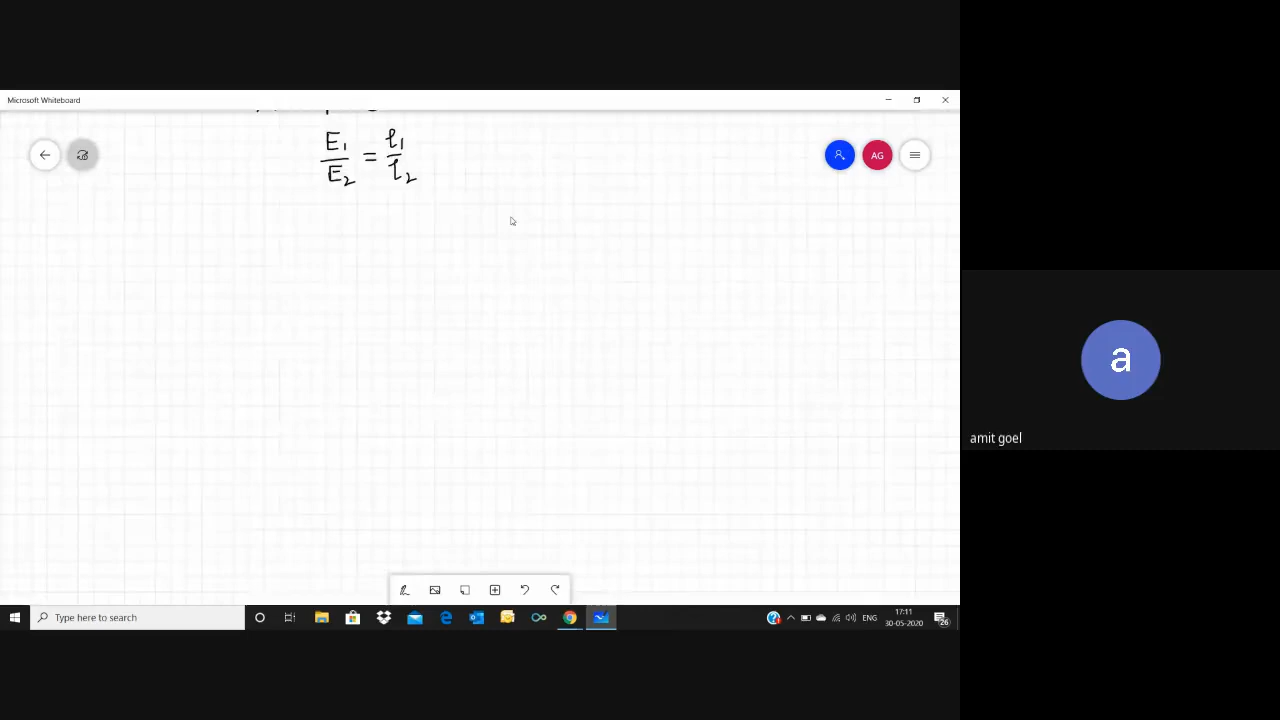 Microsoft Whiteboard
E₁/E₂ = l₁/l₂
AG
a
amit goel
Type here to search
ENG
17:11
30-05-2020
26